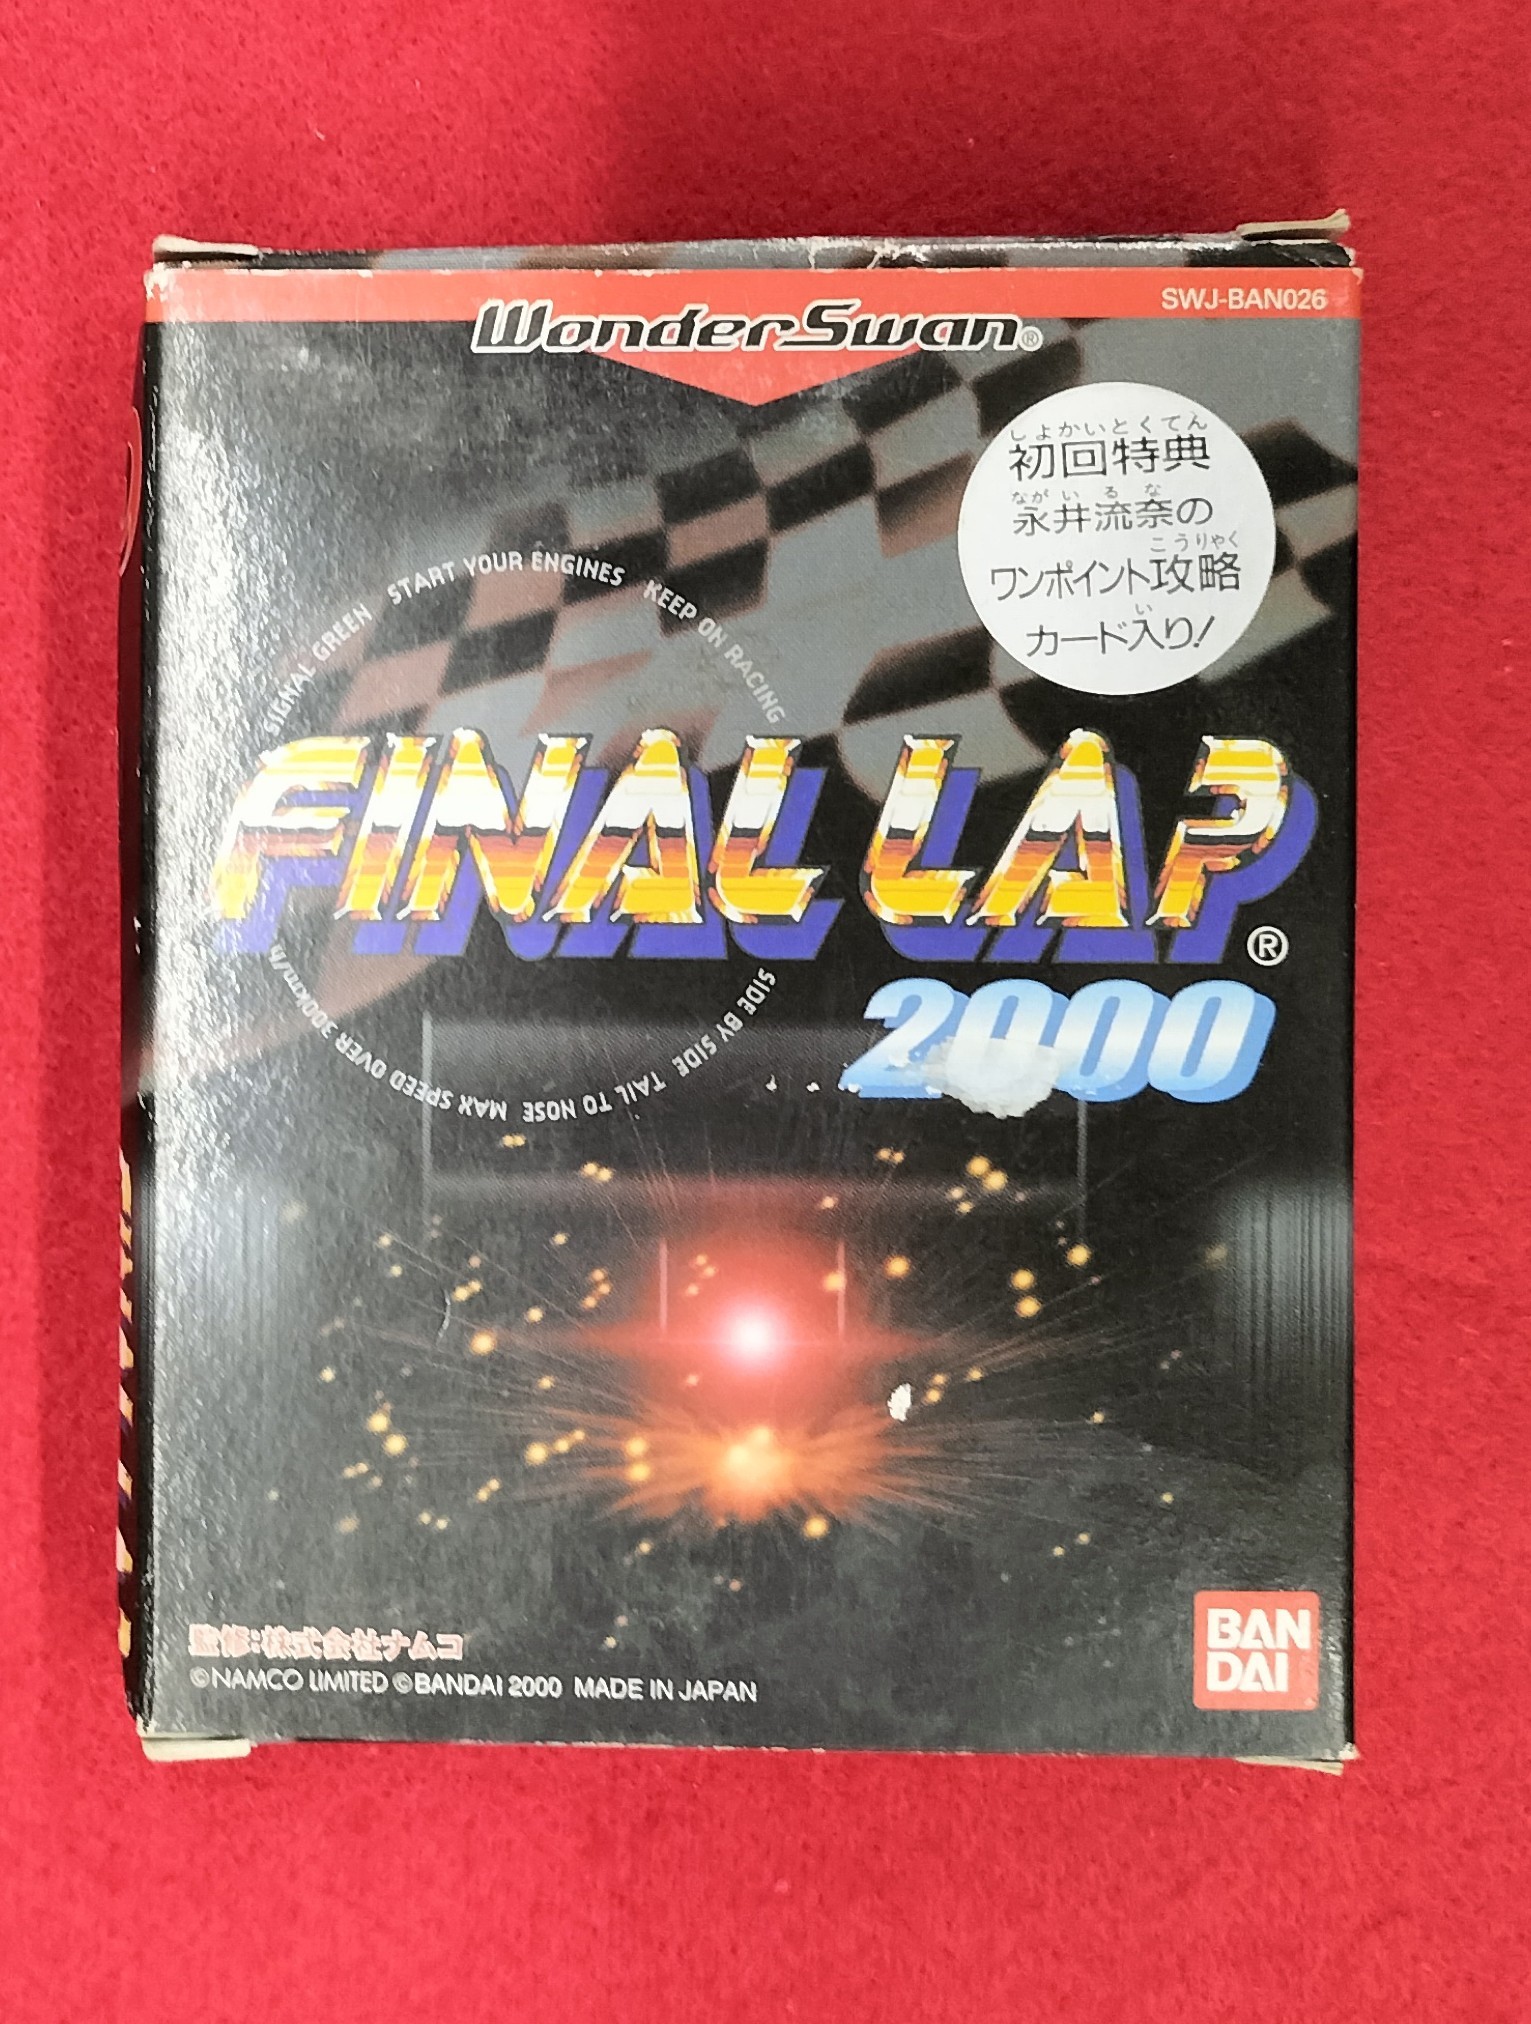 WonderSwan®
SWJ-BAN026
しよかいとくてん
初回特典
ながいるな
永井流奈の
こうりやく
ワンポイント攻略
い
カード入り!
SIGNAL GREEN START YOUR ENGINES KEEP ON RACING
FINAL LAP®
2000
SIDE BY SIDE TAIL TO NOSE MAX SPEED OVER 300km/h
監修:株式会社ナムコ
©NAMCO LIMITED ©BANDAI 2000 MADE IN JAPAN
BAN
DAI